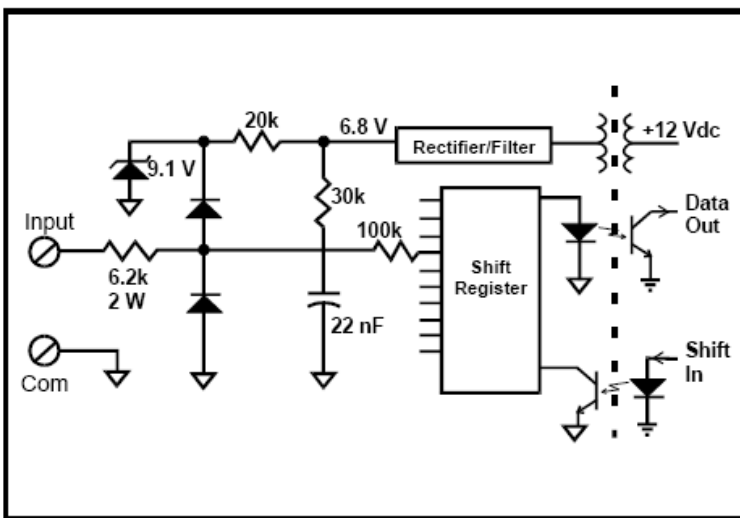 20k
6.8 V
Rectifier/Filter
+12 Vdc
9.1 V
30k
Input
100k
Data
Out
6.2k
2 W
Shift
Register
22 nF
Com
Shift
In